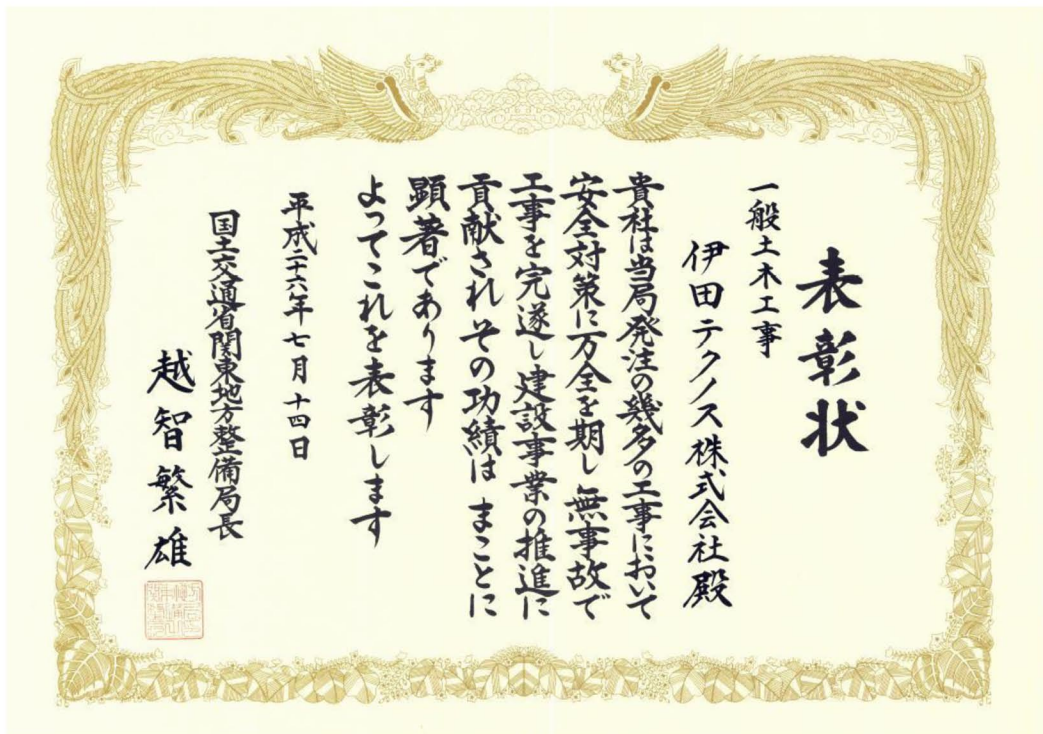 表彰状
一般土木工事
伊田テクノス株式会社殿
貴社は当局発注の幾多の工事において
安全対策に万全を期し無事故で
工事を完遂し建設事業の推進に
貢献されその功績は まことに
顕著であります
よってこれを表彰します
平成二十六年七月十四日
国土交通省関東地方整備局長
越智繁雄